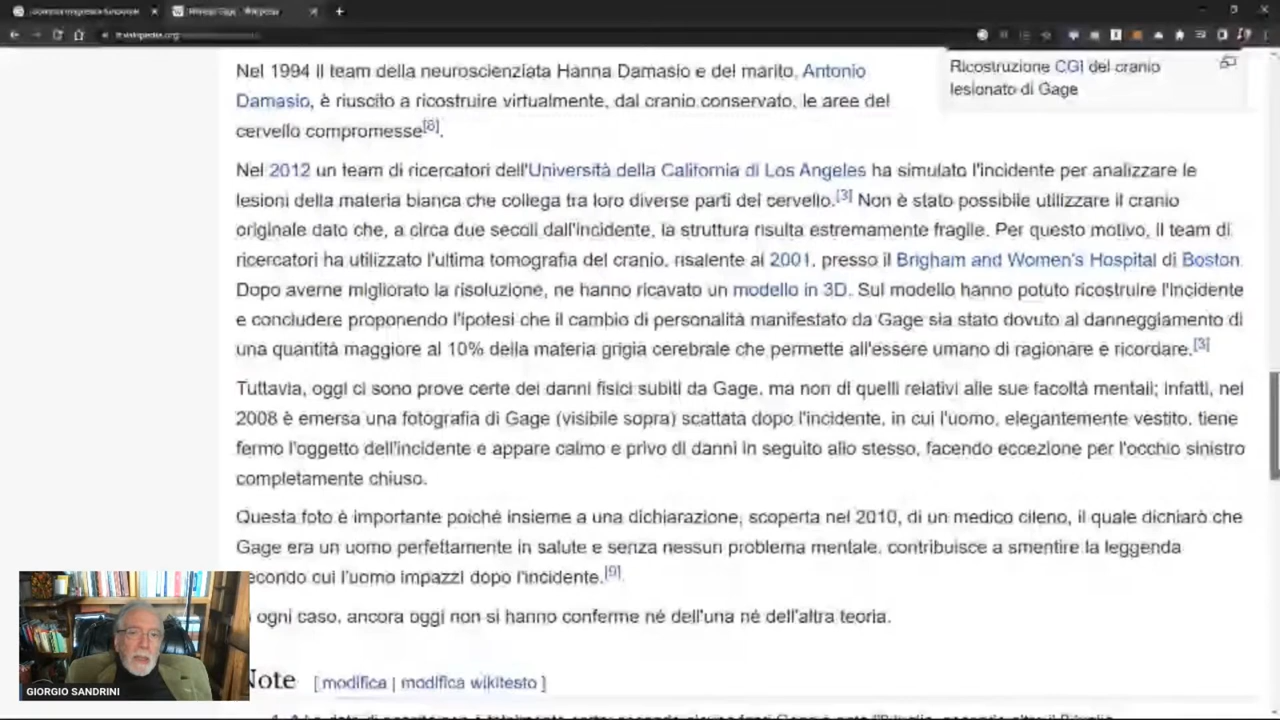 Phineas Gage - Wikipedia
it.wikipedia.org
Nel 1994 il team della neuroscienziata Hanna Damasio e del marito, Antonio
Damasio, è riuscito a ricostruire virtualmente, dal cranio conservato, le aree del
cervello compromesse[8].
Ricostruzione CGI del cranio
lesionato di Gage
Nel 2012 un team di ricercatori dell'Università della California di Los Angeles ha simulato l'incidente per analizzare le
lesioni della materia bianca che collega tra loro diverse parti del cervello.[3] Non è stato possibile utilizzare il cranio
originale dato che, a circa due secoli dall'incidente, la struttura risulta estremamente fragile. Per questo motivo, il team di
ricercatori ha utilizzato l'ultima tomografia del cranio, risalente al 2001, presso il Brigham and Women's Hospital di Boston.
Dopo averne migliorato la risoluzione, ne hanno ricavato un modello in 3D. Sul modello hanno potuto ricostruire l'incidente
e concludere proponendo l'ipotesi che il cambio di personalità manifestato da Gage sia stato dovuto al danneggiamento di
una quantità maggiore al 10% della materia grigia cerebrale che permette all'essere umano di ragionare e ricordare.[3]
Tuttavia, oggi ci sono prove certe dei danni fisici subiti da Gage, ma non di quelli relativi alle sue facoltà mentali; infatti, nel
2008 è emersa una fotografia di Gage (visibile sopra) scattata dopo l'incidente, in cui l'uomo, elegantemente vestito, tiene
fermo l'oggetto dell'incidente e appare calmo e privo di danni in seguito allo stesso, facendo eccezione per l'occhio sinistro
completamente chiuso.
Questa foto è importante poiché insieme a una dichiarazione, scoperta nel 2010, di un medico cileno, il quale dichiarò che
Gage era un uomo perfettamente in salute e senza nessun problema mentale, contribuisce a smentire la leggenda
secondo cui l'uomo impazzì dopo l'incidente.[9]
ogni caso, ancora oggi non si hanno conferme né dell'una né dell'altra teoria.
Note [ modifica | modifica wikitesto ]
GIORGIO SANDRINI